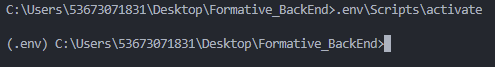 C:\Users\53673071831\Desktop\Formative_BackEnd>.env\Scripts\activate
(.env) C:\Users\53673071831\Desktop\Formative_BackEnd>